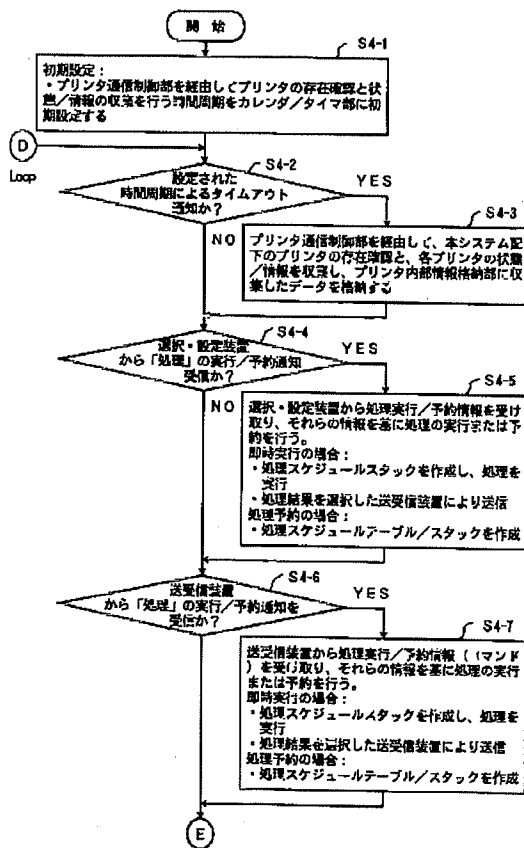 開始
S4-1
初期設定：
・プリンタ通信制御部を経由してプリンタの存在確認と状
態／情報の収集を行う時間周期をカレンダ／タイマ部に初
期設定する
D
Loop
S4-2
設定された
時間周期によるタイムアウト
通知か？
YES
NO
S4-3
プリンタ通信制御部を経由して、本システム配
下のプリンタの存在確認と、各プリンタの状態
／情報を収集し、プリンタ内部情報格納部に収
集したデータを格納する
S4-4
選択・設定装置
から「処理」の実行／予約通知
受信か？
YES
NO
S4-5
選択・設定装置から処理実行／予約情報を受け
取り、それらの情報を基に処理の実行または予
約を行う。
即時実行の場合：
・処理スケジュールスタックを作成し、処理を
実行
・処理結果を選択した送受信装置により送信
処理予約の場合：
・処理スケジュールテーブル／スタックを作成
S4-6
送受信装置
から「処理」の実行／予約通知を
受信か？
YES
S4-7
送受信装置から処理実行／予約情報（コマンド
）を受け取り、それらの情報を基に処理の実行
または予約を行う。
即時実行の場合：
・処理スケジュールスタックを作成し、処理を
実行
・処理結果を選択した送受信装置により送信
処理予約の場合：
・処理スケジュールテーブル／スタックを作成
E